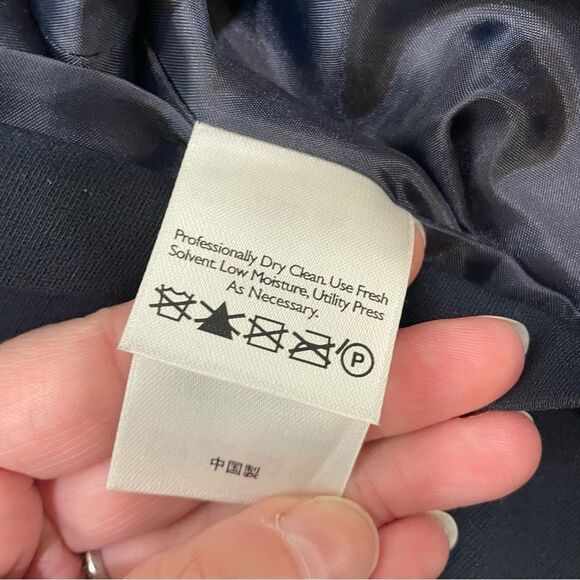 Professionally Dry Clean. Use Fresh
Solvent. Low Moisture, Utility Press
As Necessary.
P
中国製